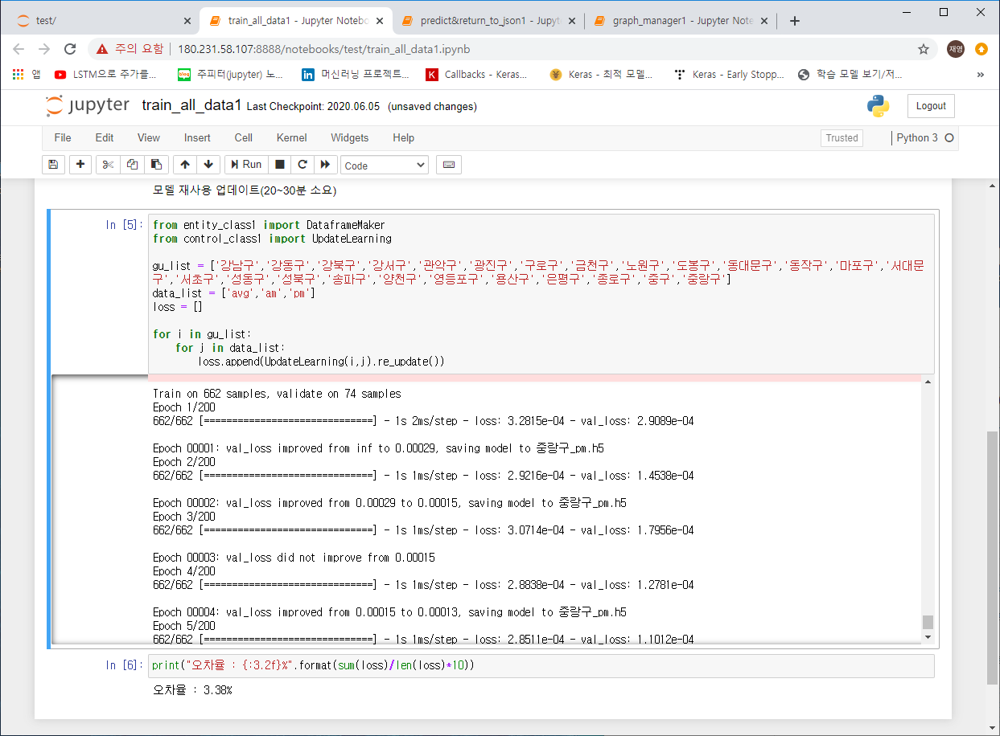 test/
train_all_data1 - Jupyter Notebo
predict&return_to_json1 - Jupyt
graph_manager1 - Jupyter Note
주의 요함
180.231.58.107:8888/notebooks/test/train_all_data1.ipynb
재영
앱
LSTM으로 주가를...
blog
주피터(jupyter) 노...
in
머신러닝 프로젝트...
K
Callbacks - Keras...
Keras - 최적 모델...
Keras - Early Stopp...
학습 모델 보기/저...
»
jupyter
train_all_data1 Last Checkpoint: 2020.06.05 (unsaved changes)
Logout
File Edit View Insert Cell Kernel Widgets Help
Trusted
Python 3
Run
Code
모델 재사용 업데이트(20~30분 소요)
In [5]:
from entity_class1 import DataframeMaker
from control_class1 import UpdateLearning
gu_list = ['강남구','강동구','강북구','강서구','관악구','광진구','구로구','금천구','노원구','도봉구','동대문구','동작구','마포구','서대문
구','서초구','성동구','성북구','송파구','양천구','영등포구','용산구','은평구','종로구','중구','중랑구']
data_list = ['avg','am','pm']
loss = []
for i in gu_list:
for j in data_list:
loss.append(UpdateLearning(i,j).re_update())
Train on 662 samples, validate on 74 samples
Epoch 1/200
662/662 [==============================] - 1s 2ms/step - loss: 3.2815e-04 - val_loss: 2.9089e-04
Epoch 00001: val_loss improved from inf to 0.00029, saving model to 중랑구_pm.h5
Epoch 2/200
662/662 [==============================] - 1s 1ms/step - loss: 2.9216e-04 - val_loss: 1.4538e-04
Epoch 00002: val_loss improved from 0.00029 to 0.00015, saving model to 중랑구_pm.h5
Epoch 3/200
662/662 [==============================] - 1s 1ms/step - loss: 3.0714e-04 - val_loss: 1.7956e-04
Epoch 00003: val_loss did not improve from 0.00015
Epoch 4/200
662/662 [==============================] - 1s 1ms/step - loss: 2.8838e-04 - val_loss: 1.2781e-04
Epoch 00004: val_loss improved from 0.00015 to 0.00013, saving model to 중랑구_pm.h5
Epoch 5/200
662/662 [==============================] - 1s 1ms/step - loss: 2.8511e-04 - val_loss: 1.1012e-04
In [6]:
print("오차율 : {:3.2f}%".format(sum(loss)/len(loss)*10))
오차율 : 3.38%